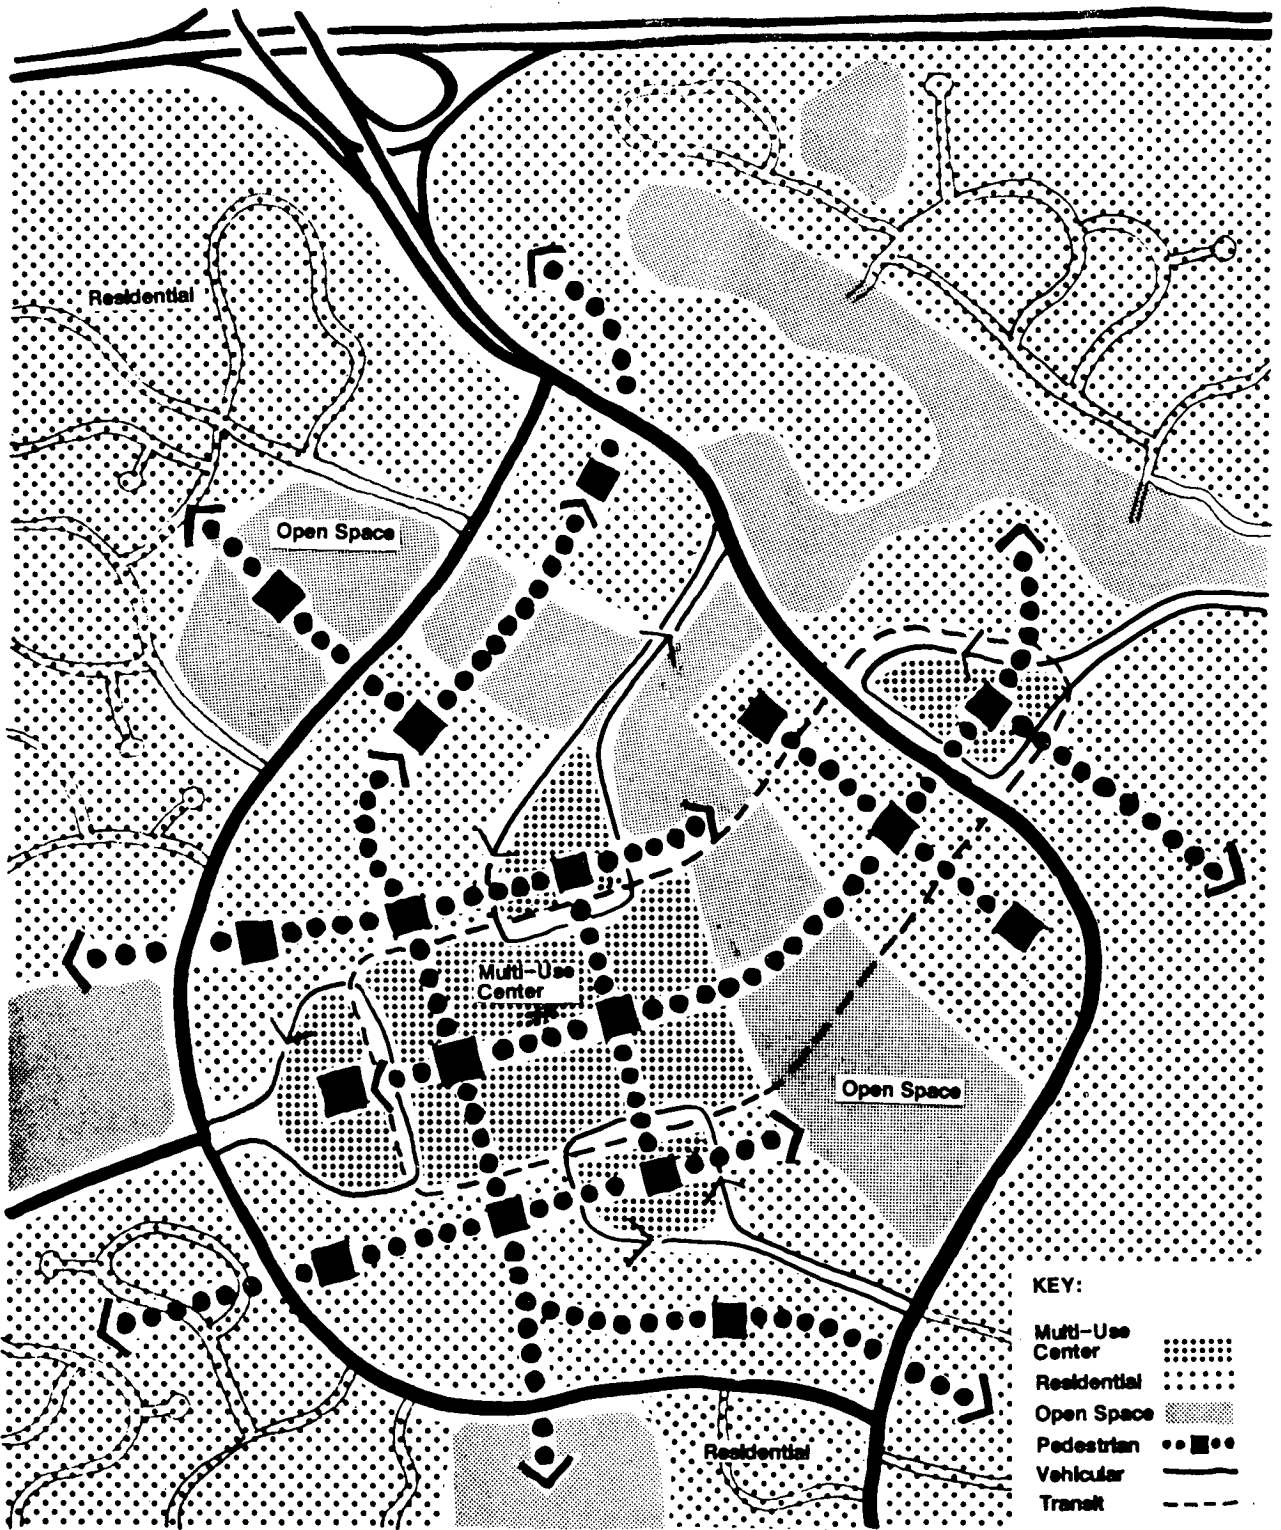 Residential
Open Space
Multi-Use
Center
Open Space
Residential
KEY:
Multi-Use
Center
Residential
Open Space
Pedestrian
Vehicular
Transit